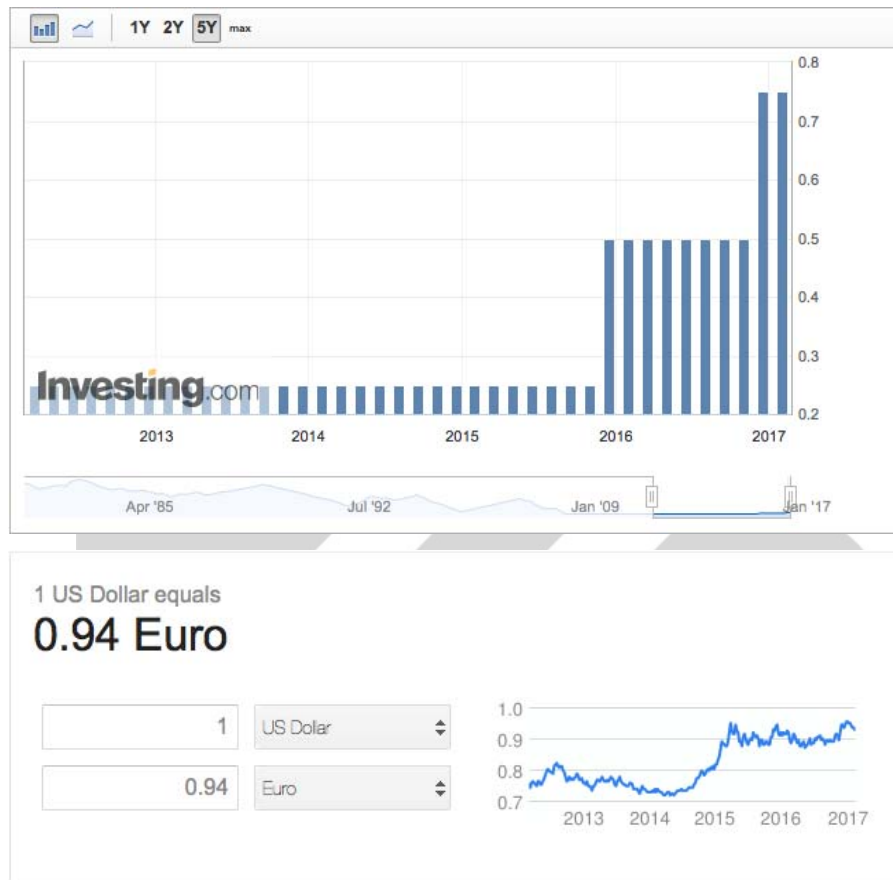 1Y 2Y 5Y max
0.8
0.7
0.6
0.5
0.4
0.3
0.2
Investing.com
2013 2014 2015 2016 2017
Apr '85 Jul '92 Jan '09 Jan '17
1 US Dollar equals
0.94 Euro
1 US Dollar
0.94 Euro
1.0
0.9
0.8
0.7
2013 2014 2015 2016 2017